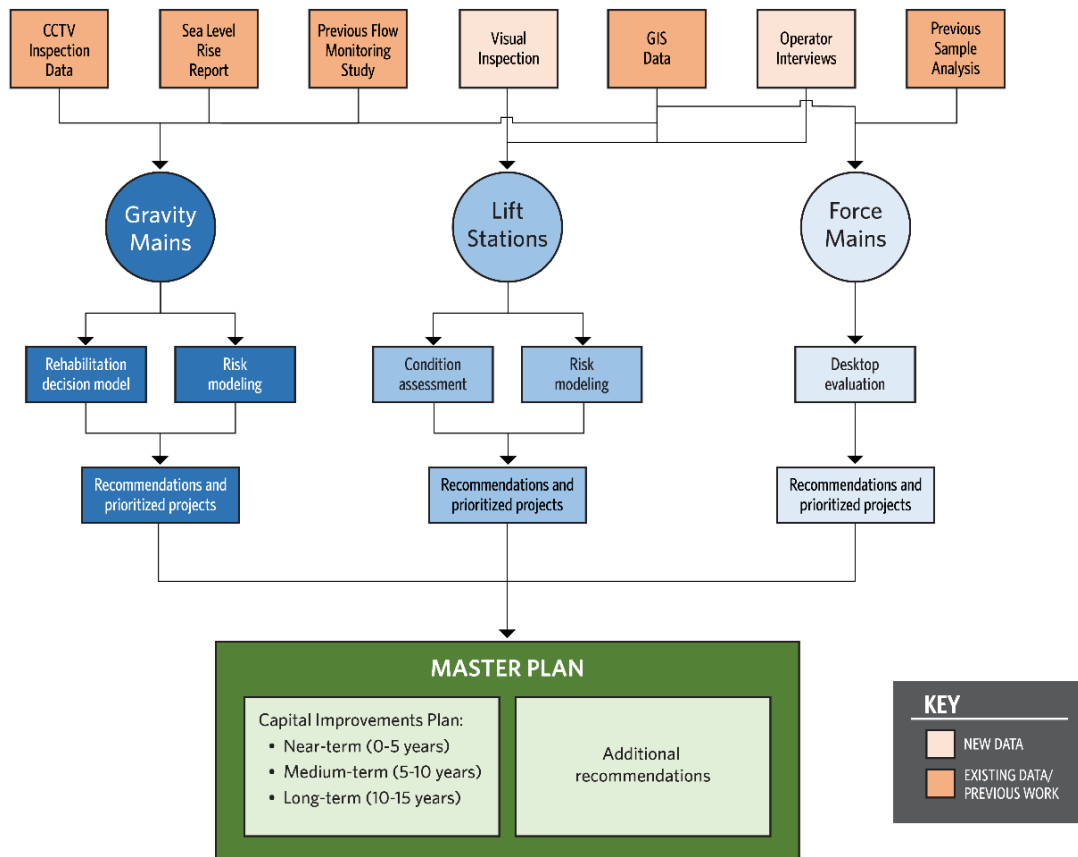 CCTV
Inspection
Data
Sea Level
Rise
Report
Previous Flow
Monitoring
Study
Visual
Inspection
GIS
Data
Operator
Interviews
Previous
Sample
Analysis
Gravity
Mains
Lift
Stations
Force
Mains
Rehabilitation
decision model
Risk
modeling
Condition
assessment
Risk
modeling
Desktop
evaluation
Recommendations and
prioritized projects
Recommendations and
prioritized projects
Recommendations and
prioritized projects
MASTER PLAN
Capital Improvements Plan:
• Near-term (0-5 years)
• Medium-term (5-10 years)
• Long-term (10-15 years)
Additional
recommendations
KEY
NEW DATA
EXISTING DATA/
PREVIOUS WORK